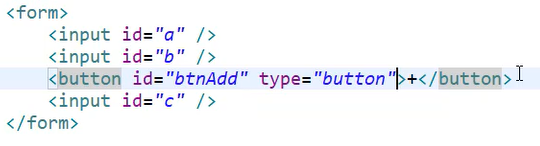 <form>
<input id="a" />
<input id="b" />
<button id="btnAdd" type="button">+</button>
<input id="c" />
</form>